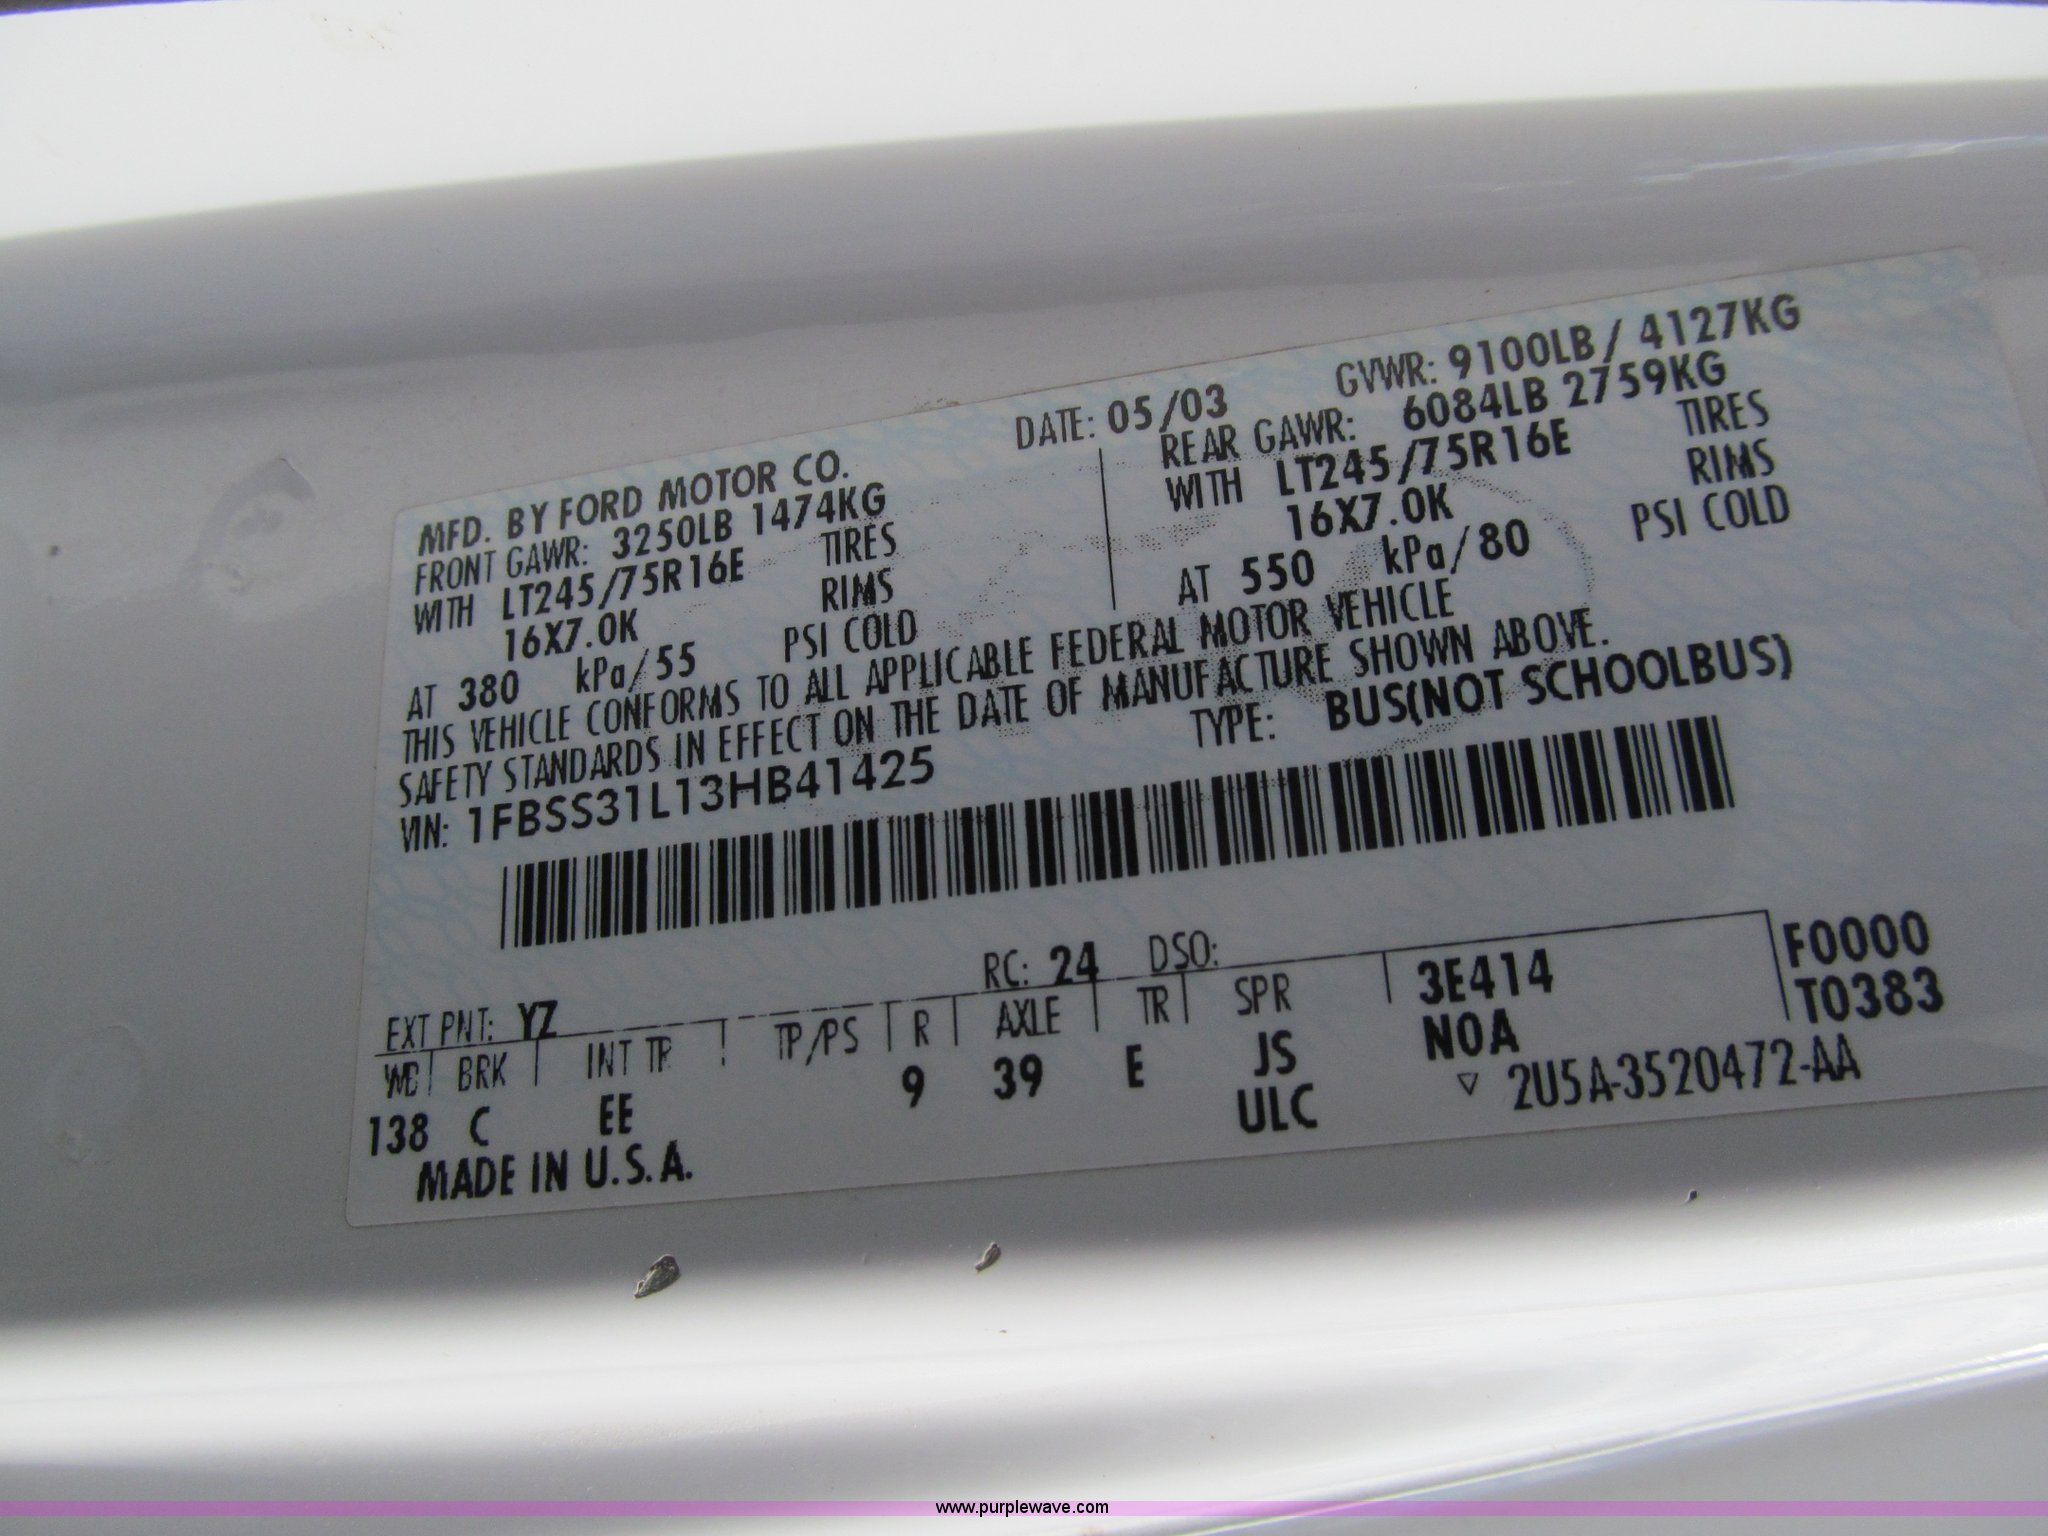 MFD. BY FORD MOTOR CO.
DATE: 05/03
GVWR: 9100LB / 4127KG
FRONT GAWR: 3250LB 1474KG
WITH LT245/75R16E TIRES
16X7.0K RIMS
AT 380 kPa/55 PSI COLD
REAR GAWR: 6084LB 2759KG
WITH LT245/75R16E TIRES
16X7.0K RIMS
AT 550 kPa/80 PSI COLD
THIS VEHICLE CONFORMS TO ALL APPLICABLE FEDERAL MOTOR VEHICLE
SAFETY STANDARDS IN EFFECT ON THE DATE OF MANUFACTURE SHOWN ABOVE.
VIN: 1FBSS31L13HB41425
TYPE: BUS(NOT SCHOOLBUS)
EXT PNT: YZ RC: 24 DSO:
F0000
T0383
WB BRK INT TR TP/PS R AXLE TR SPR 3E414
138 C EE 9 39 E JS N0A
ULC
MADE IN U.S.A.
▽ 2U5A-3520472-AA
www.purplewave.com